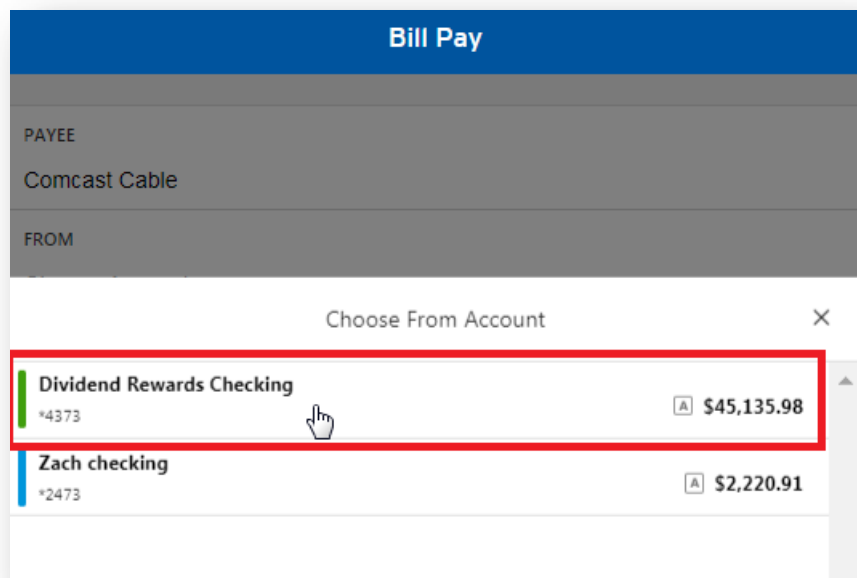 Bill Pay
PAYEE
Comcast Cable
FROM
Choose From Account
Dividend Rewards Checking
*4373
A $45,135.98
Zach checking
*2473
A $2,220.91